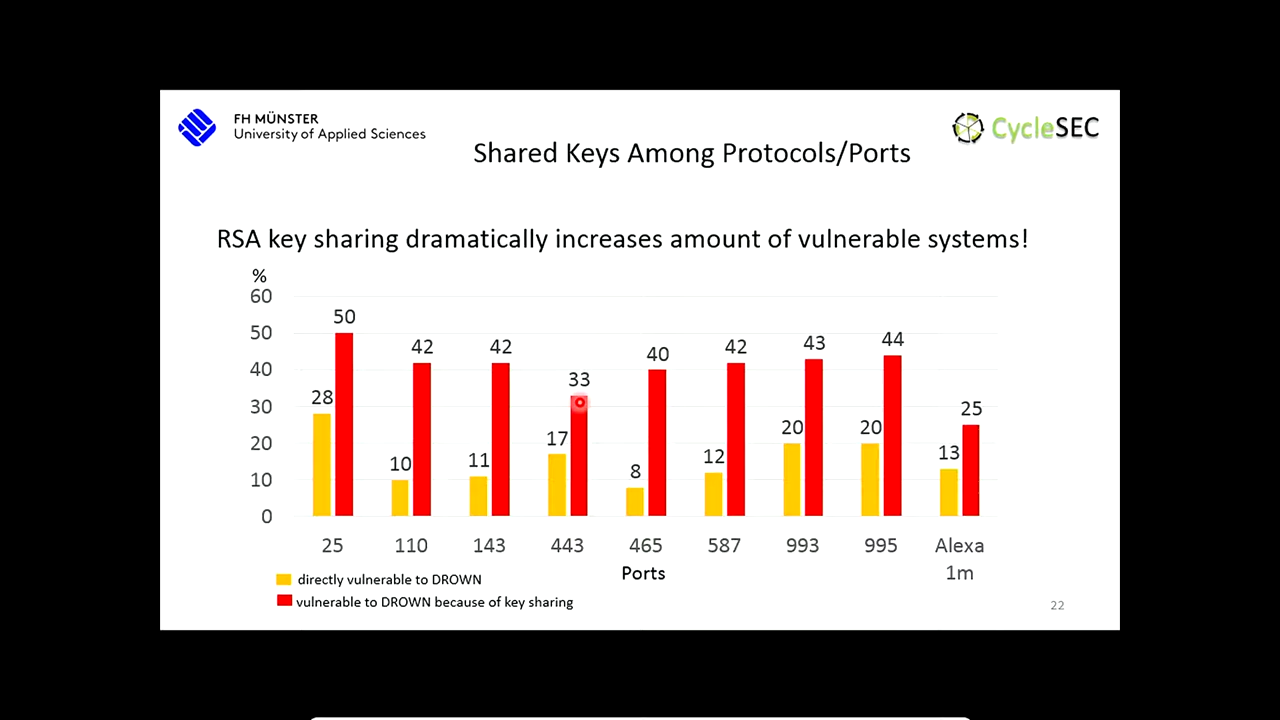 FH MÜNSTER
University of Applied Sciences
CycleSEC
Shared Keys Among Protocols/Ports
RSA key sharing dramatically increases amount of vulnerable systems!
%
60
50
40
30
20
10
0
28
50
10
42
11
42
17
33
8
40
12
42
20
43
20
44
13
25
25 110 143 443 465 587 993 995 Alexa
1m
Ports
directly vulnerable to DROWN
vulnerable to DROWN because of key sharing
22